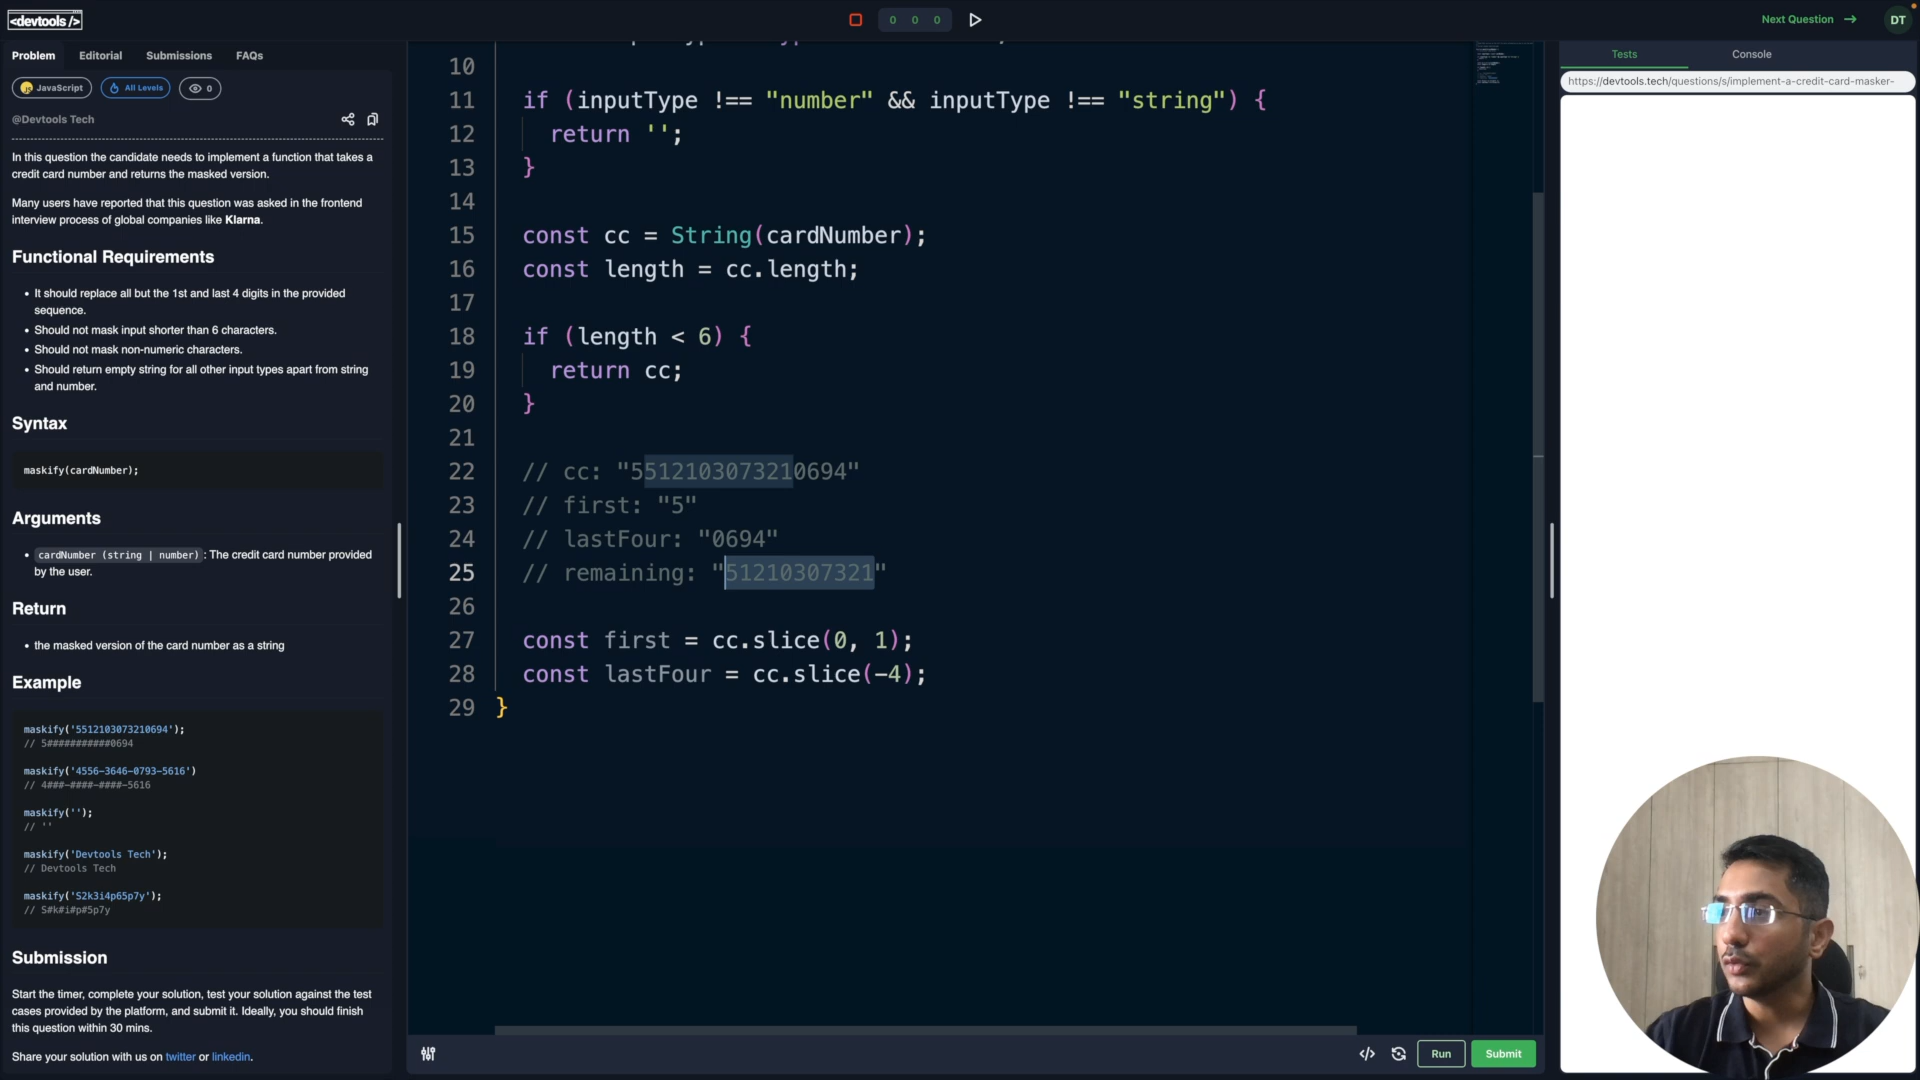 <devtools />
0 0 0
Next Question →
DT
Problem Editorial Submissions FAQs
JavaScript All Levels 0
@Devtools Tech
In this question the candidate needs to implement a function that takes a
credit card number and returns the masked version.
Many users have reported that this question was asked in the frontend
interview process of global companies like Klarna.
Functional Requirements
• It should replace all but the 1st and last 4 digits in the provided
sequence.
• Should not mask input shorter than 6 characters.
• Should not mask non-numeric characters.
• Should return empty string for all other input types apart from string
and number.
Syntax
maskify(cardNumber);
Arguments
• cardNumber (string | number) : The credit card number provided
by the user.
Return
• the masked version of the card number as a string
Example
maskify('5512103073210694');
// 5###########0694
maskify('4556-3646-0793-5616')
// 4###-####-####-5616
maskify('');
// ''
maskify('Devtools Tech');
// Devtools Tech
maskify('S2k3i4p65p7y');
// S#k#i#p#5p7y
Submission
Start the timer, complete your solution, test your solution against the test
cases provided by the platform, and submit it. Ideally, you should finish
this question within 30 mins.
Share your solution with us on twitter or linkedin.
10
11 if (inputType !== "number" && inputType !== "string") {
12 return '';
13 }
14
15 const cc = String(cardNumber);
16 const length = cc.length;
17
18 if (length < 6) {
19 return cc;
20 }
21
22 // cc: "5512103073210694"
23 // first: "5"
24 // lastFour: "0694"
25 // remaining: "51210307321"
26
27 const first = cc.slice(0, 1);
28 const lastFour = cc.slice(-4);
29 }
Run Submit
Tests Console
https://devtools.tech/questions/s/implement-a-credit-card-masker-